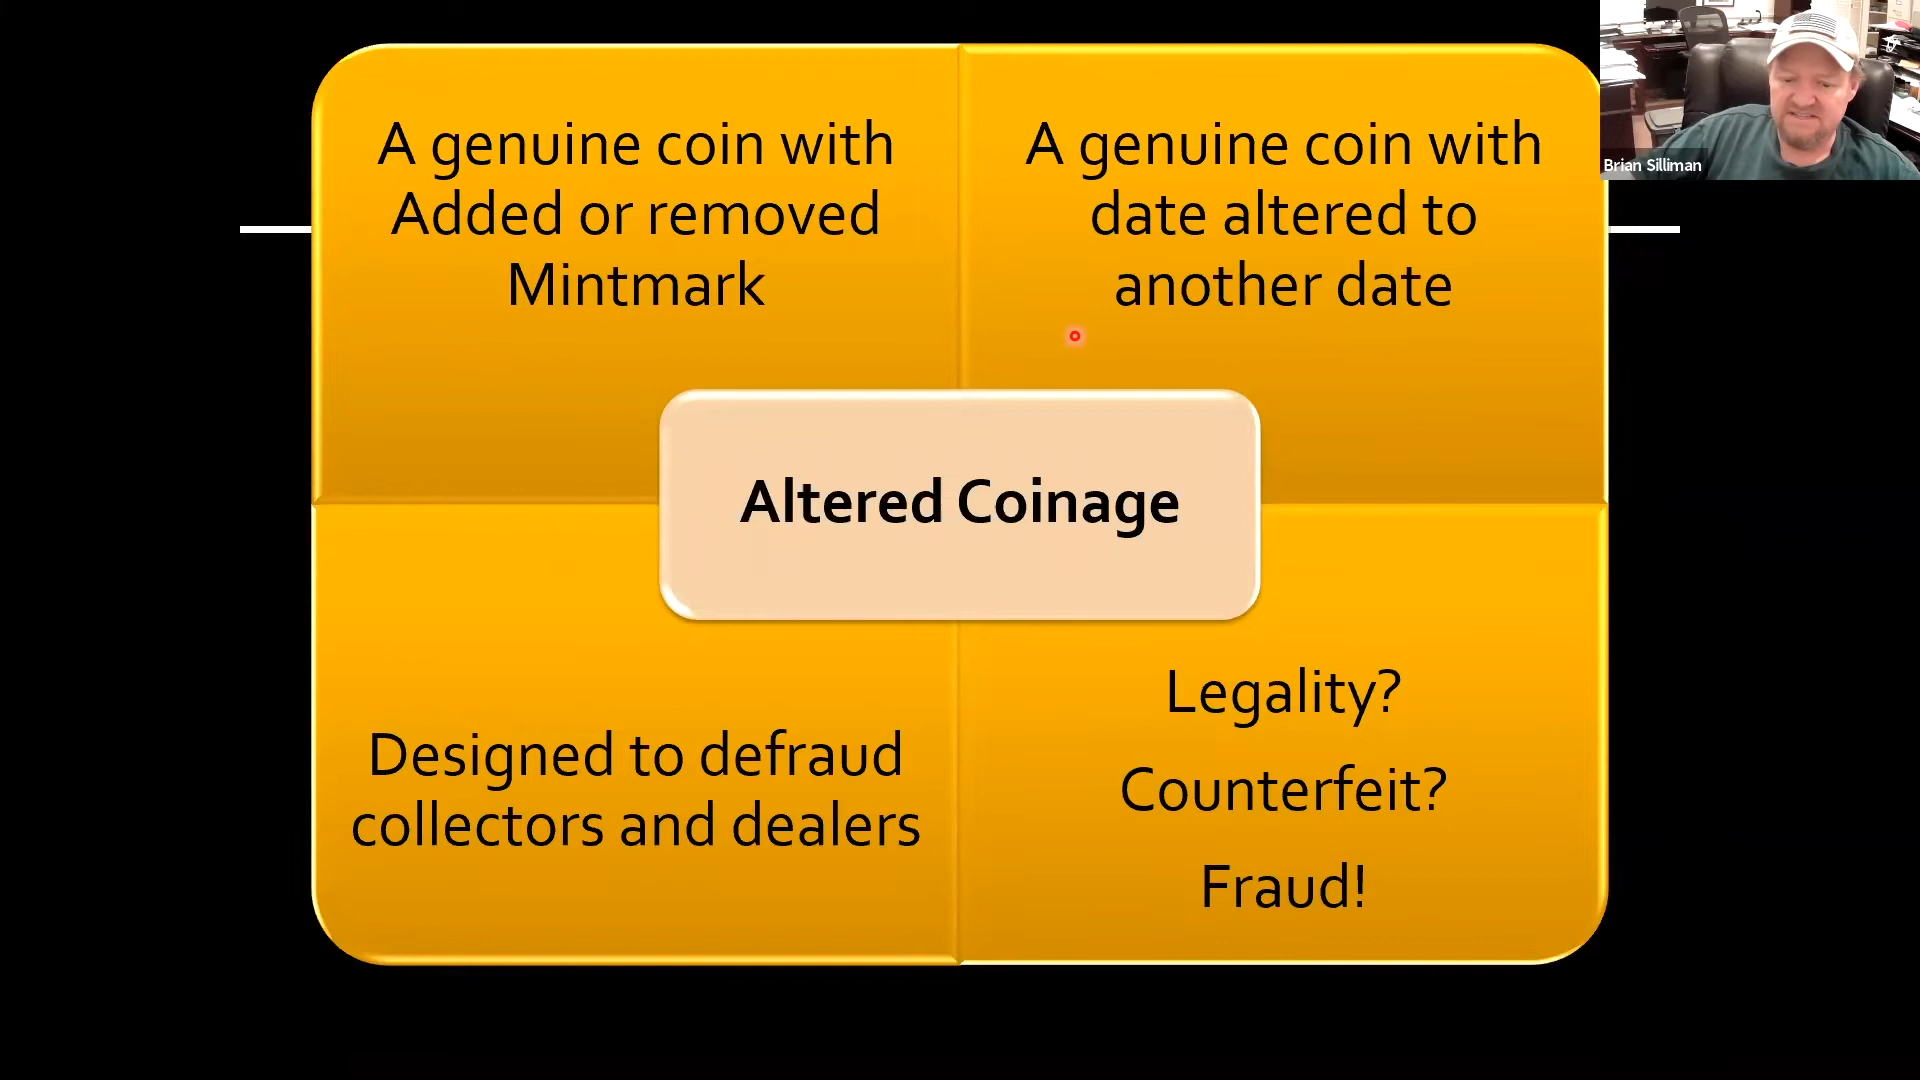 A genuine coin with
Added or removed
Mintmark
A genuine coin with
date altered to
another date
Brian Silliman
Altered Coinage
Designed to defraud
collectors and dealers
Legality?
Counterfeit?
Fraud!